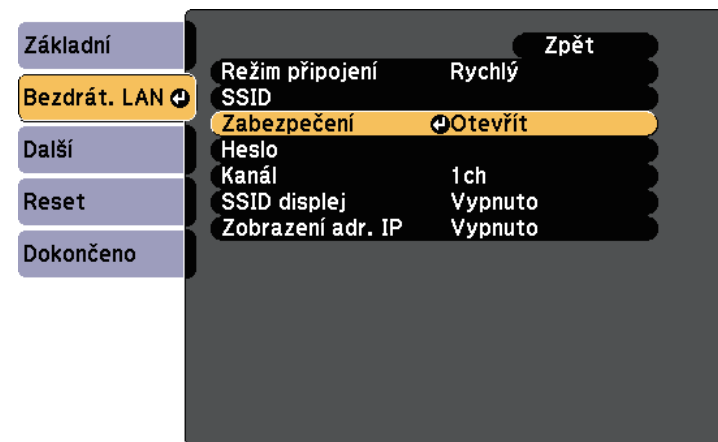 Základní
Bezdrát. LAN
Další
Reset
Dokončeno
Zpět
Režim připojení Rychlý
SSID
Zabezpečení Otevřít
Heslo
Kanál 1ch
SSID displej Vypnuto
Zobrazení adr. IP Vypnuto